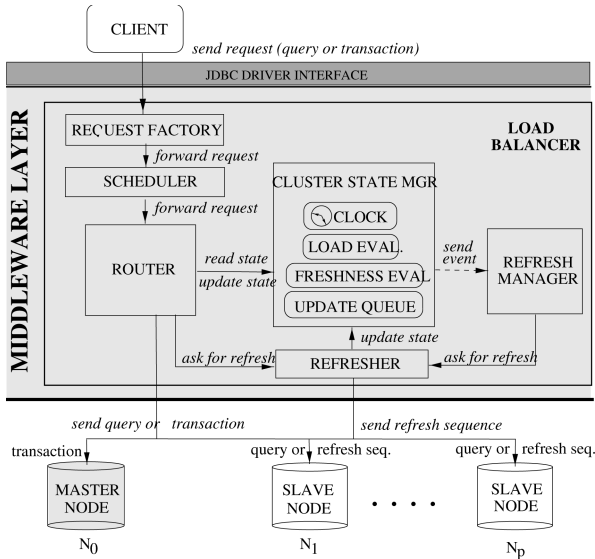 CLIENT
send request (query or transaction)
JDBC DRIVER INTERFACE
MIDDLEWARE LAYER
LOAD
BALANCER
REQUEST FACTORY
forward request
SCHEDULER
forward request
CLUSTER STATE MGR
CLOCK
LOAD EVAL.
FRESHNESS EVAL
UPDATE QUEUE
ROUTER
read state
update state
send
event
REFRESH
MANAGER
update state
ask for refresh
REFRESHER
ask for refresh
send query or transaction
send refresh sequence
transaction
query or refresh seq.
query or refresh seq.
MASTER
NODE
SLAVE
NODE
. . . .
SLAVE
NODE
N0
N1
Np